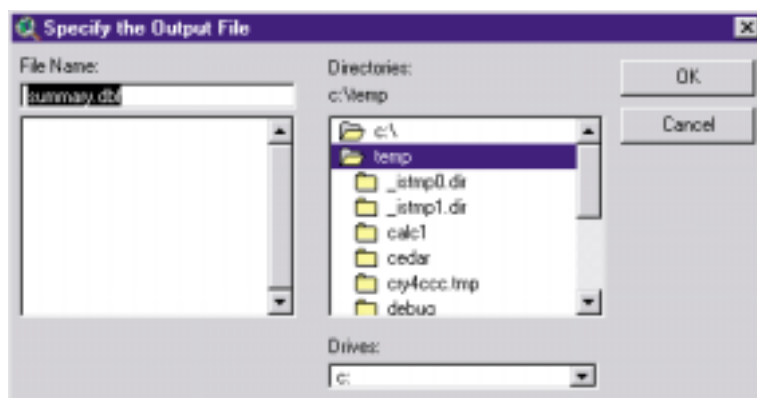 Specify the Output File
File Name:
summary.dbf
Directories:
c:\temp
c:\
temp
_istmp0.dir
_istmp1.dir
calc1
cedar
cry4ccc.tmp
debug
Drives:
c:
OK
Cancel